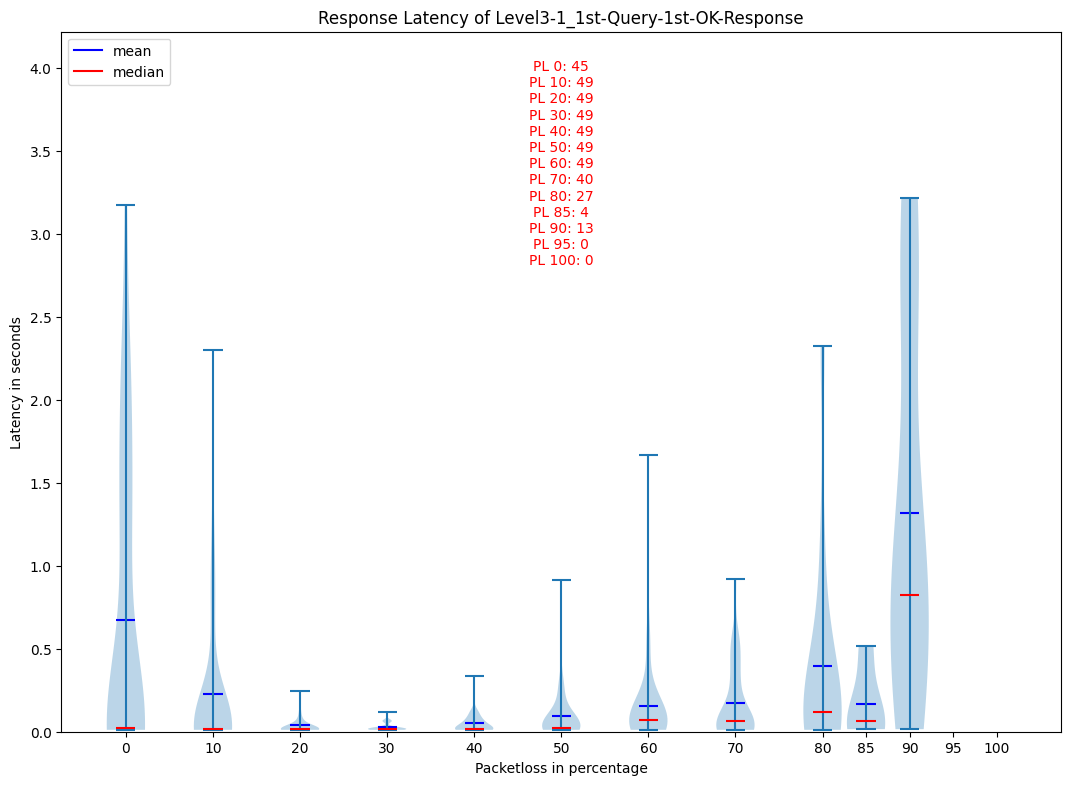 Response Latency of Level3-1_1st-Query-1st-OK-Response
mean
median
PL 0: 45
PL 10: 49
PL 20: 49
PL 30: 49
PL 40: 49
PL 50: 49
PL 60: 49
PL 70: 40
PL 80: 27
PL 85: 4
PL 90: 13
PL 95: 0
PL 100: 0
Latency in seconds
4.0
3.5
3.0
2.5
2.0
1.5
1.0
0.5
0.0
0 10 20 30 40 50 60 70 80 85 90 95 100
Packetloss in percentage